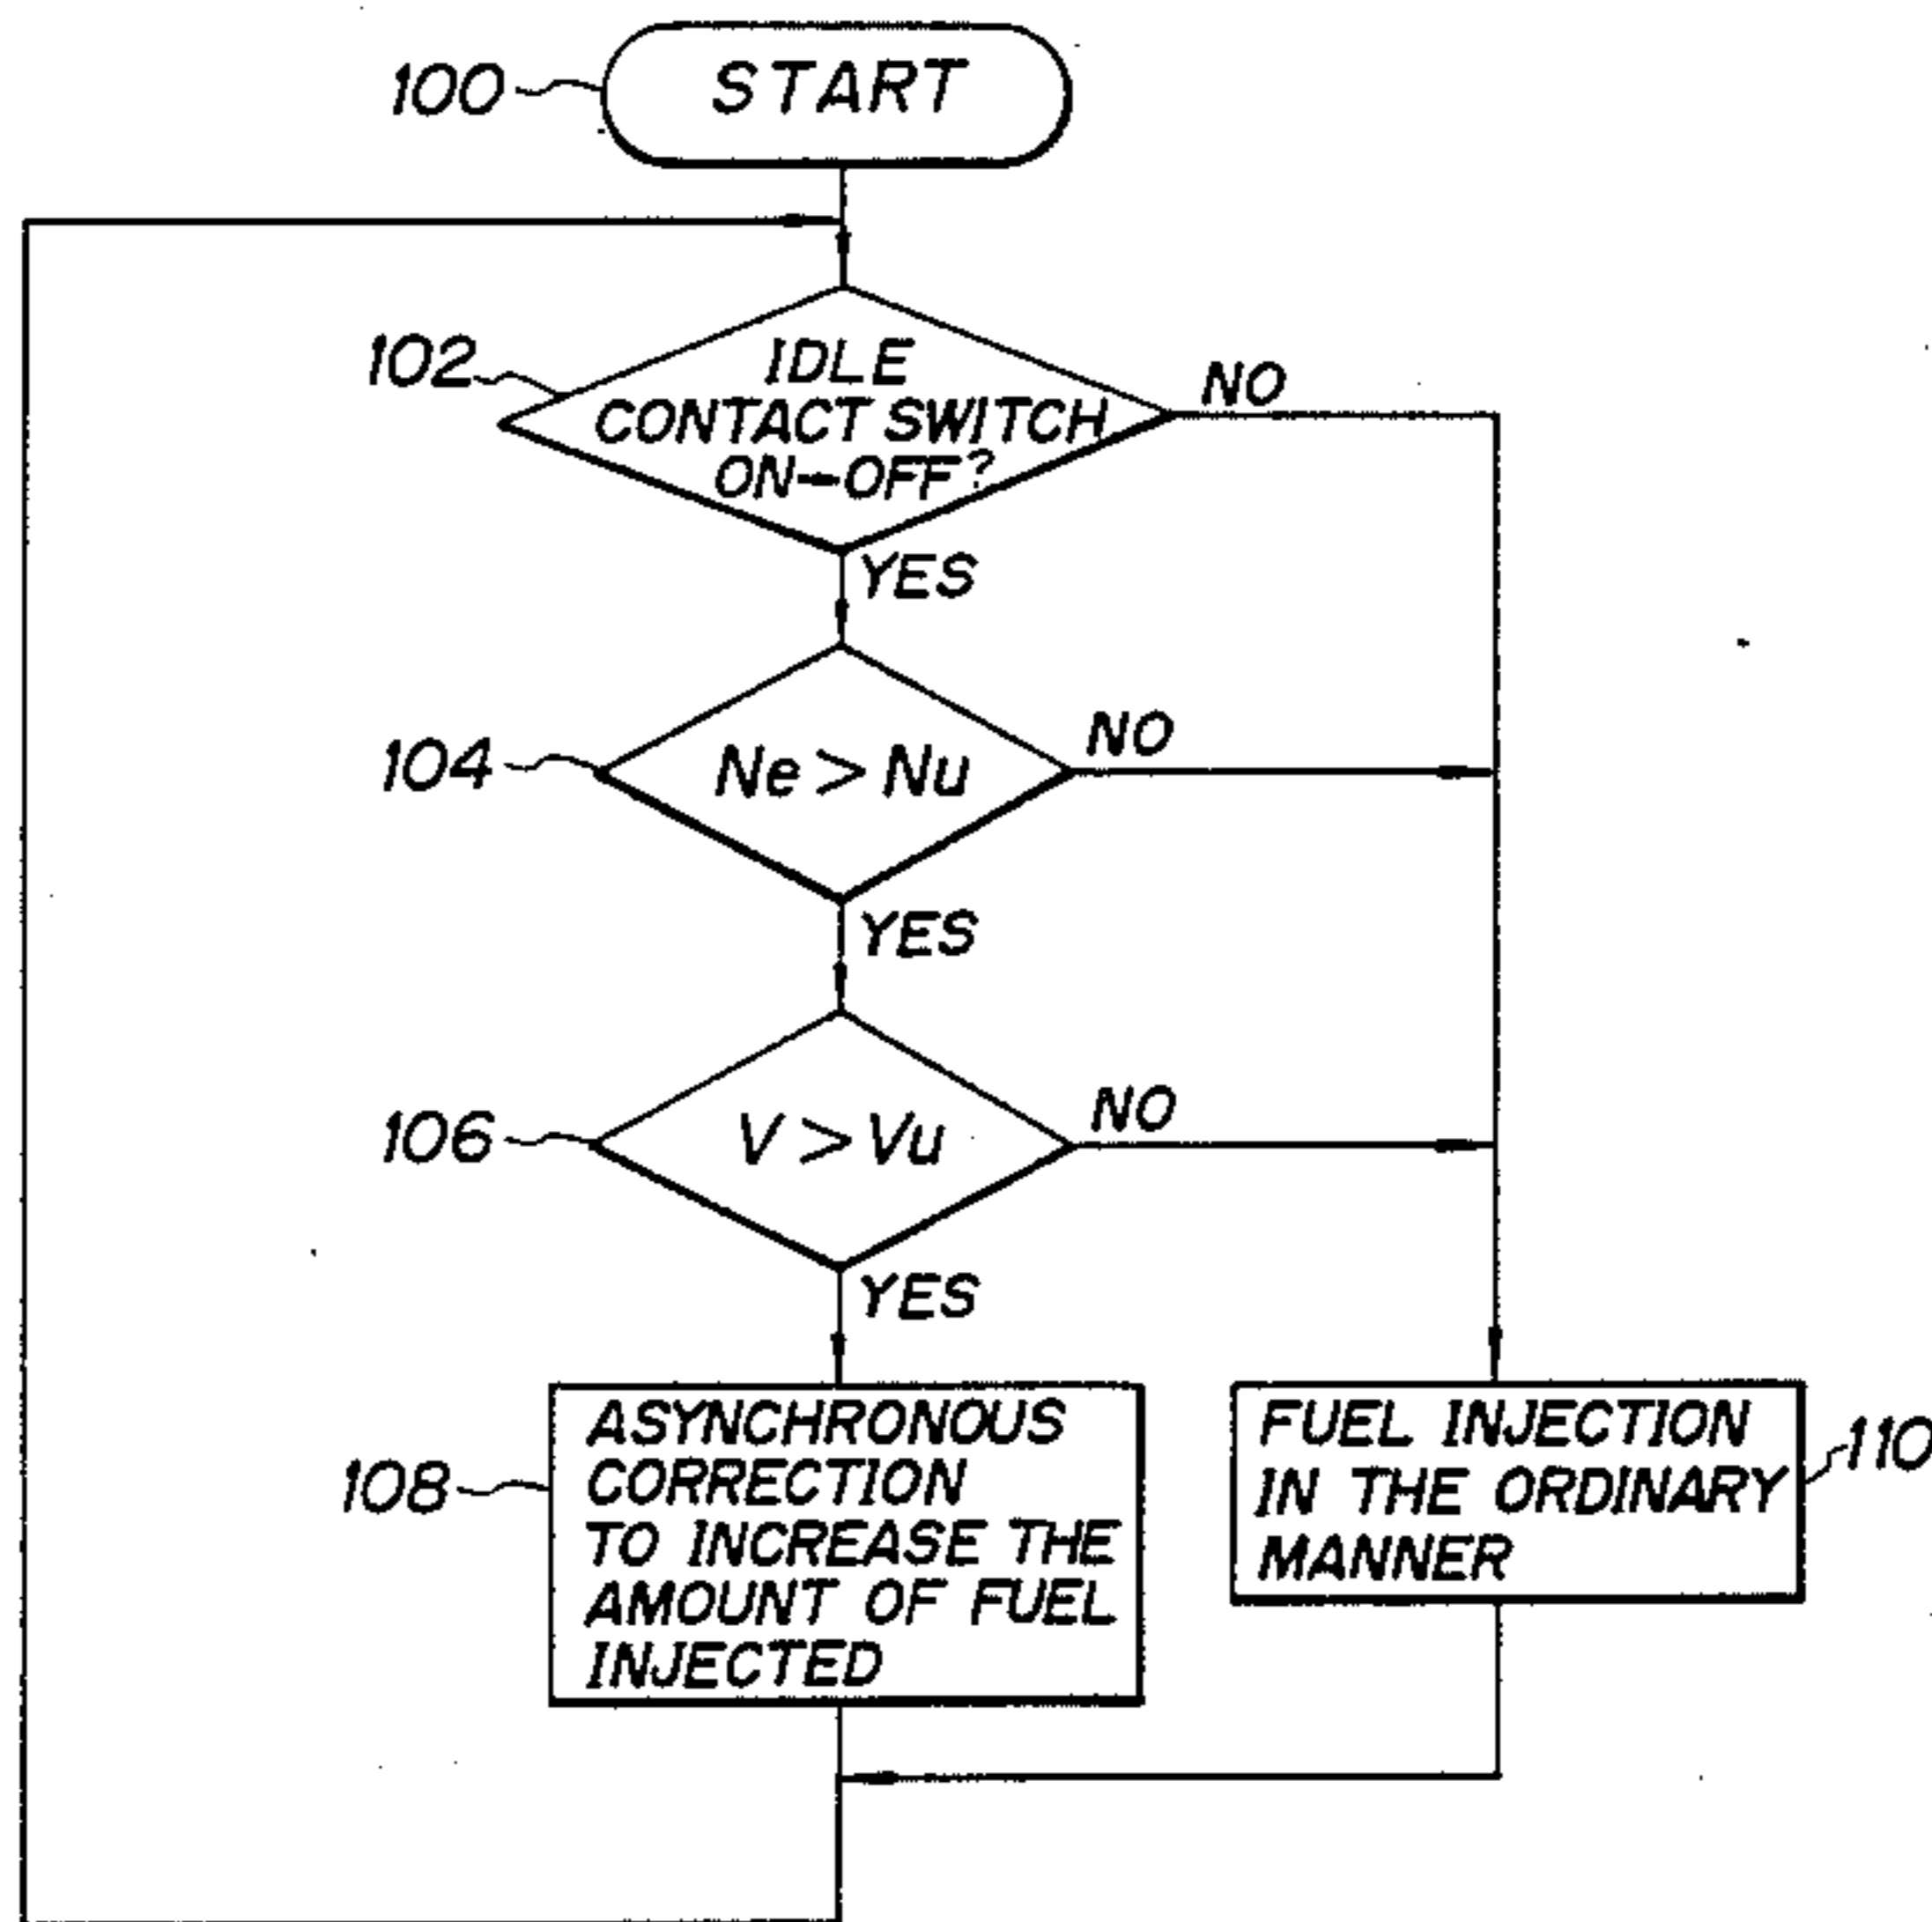 100
START
102
IDLE
CONTACT SWITCH
ON→OFF?
NO
YES
104
Ne > Nu
NO
YES
106
V > Vu
NO
YES
108
ASYNCHRONOUS
CORRECTION
TO INCREASE THE
AMOUNT OF FUEL
INJECTED
FUEL INJECTION
IN THE ORDINARY
MANNER
110